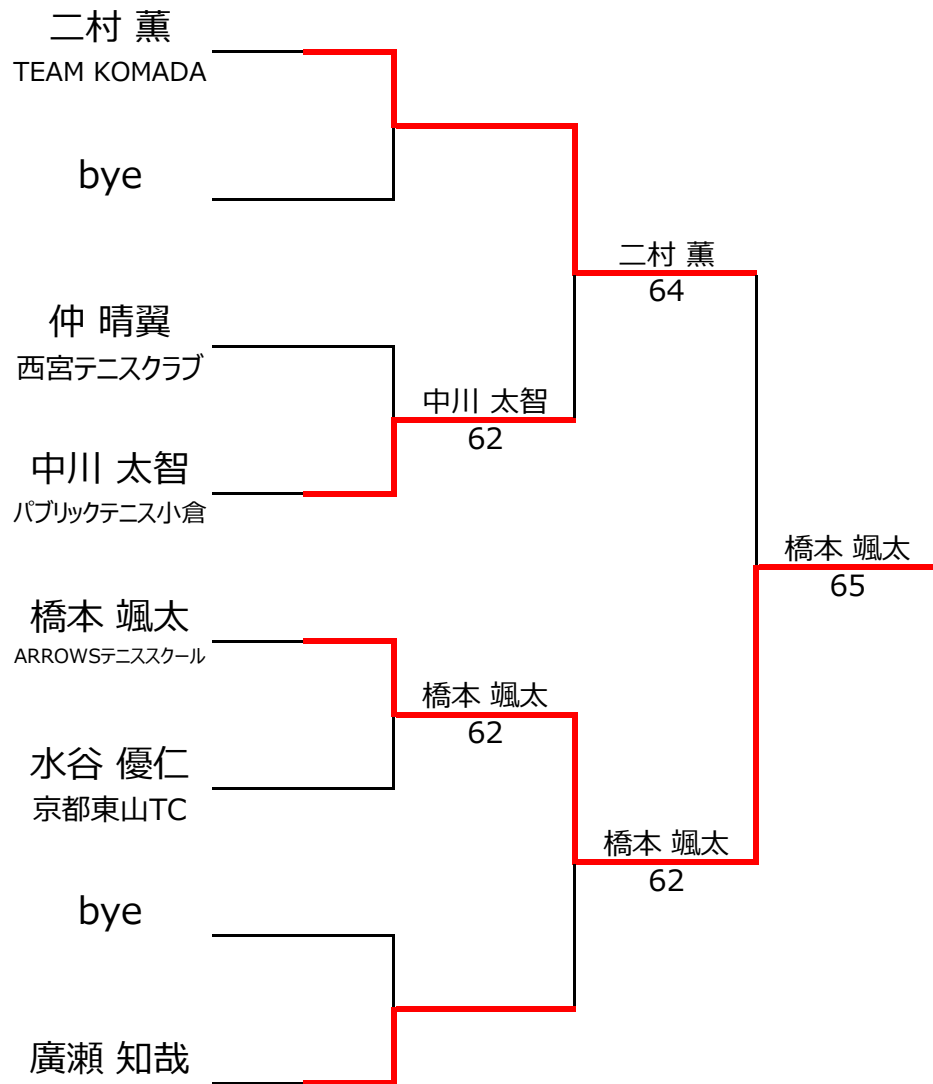 二村 薫
TEAM KOMADA
bye
二村 薫
64
仲 晴翼
西宮テニスクラブ
中川 太智
62
中川 太智
パブリックテニス小倉
橋本 颯太
65
橋本 颯太
ARROWSテニススクール
橋本 颯太
62
水谷 優仁
京都東山TC
橋本 颯太
62
bye
廣瀬 知哉